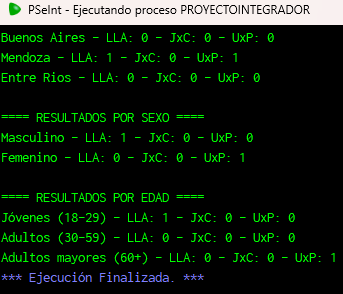 PSeInt - Ejecutando proceso PROYECTOINTEGRADOR
Buenos Aires - LLA: 0 - JxC: 0 - UxP: 0
Mendoza - LLA: 1 - JxC: 0 - UxP: 1
Entre Rios - LLA: 0 - JxC: 0 - UxP: 0
==== RESULTADOS POR SEXO ====
Masculino - LLA: 1 - JxC: 0 - UxP: 0
Femenino - LLA: 0 - JxC: 0 - UxP: 1
==== RESULTADOS POR EDAD ====
Jóvenes (18-29) - LLA: 1 - JxC: 0 - UxP: 0
Adultos (30-59) - LLA: 0 - JxC: 0 - UxP: 0
Adultos mayores (60+) - LLA: 0 - JxC: 0 - UxP: 1
*** Ejecución Finalizada. ***